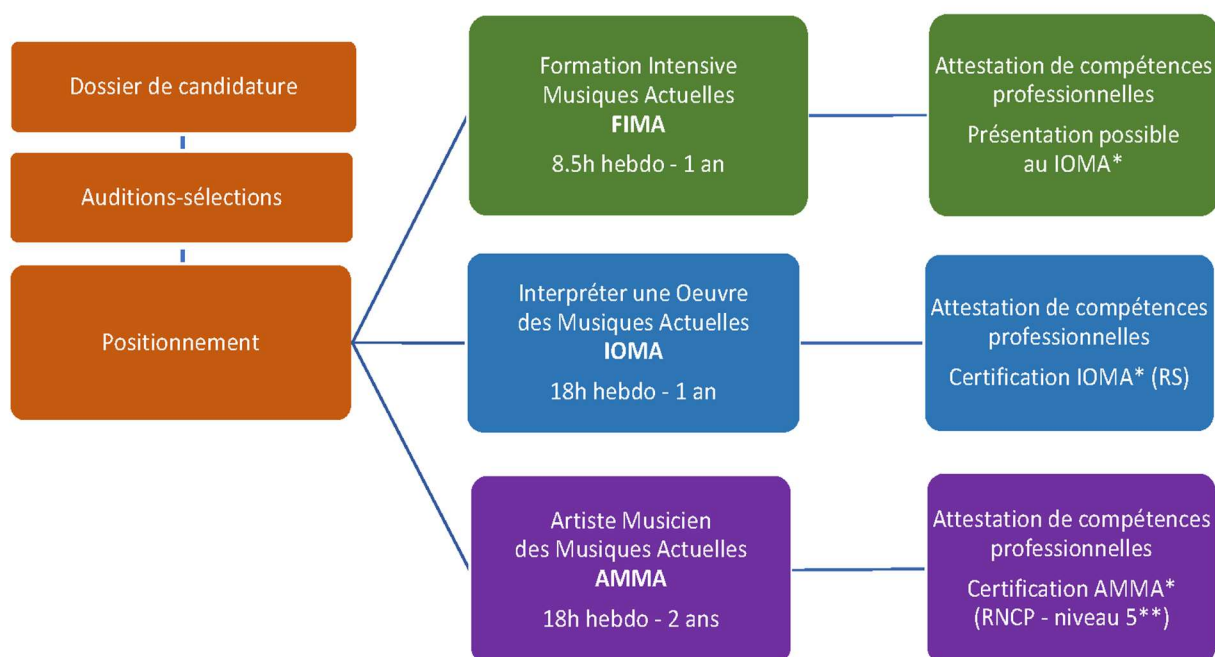 Dossier de candidature
Auditions-sélections
Positionnement
Formation Intensive
Musiques Actuelles
FIMA
8.5h hebdo - 1 an
Attestation de compétences
professionnelles
Présentation possible
au IOMA*
Interpréter une Oeuvre
des Musiques Actuelles
IOMA
18h hebdo - 1 an
Attestation de compétences
professionnelles
Certification IOMA* (RS)
Artiste Musicien
des Musiques Actuelles
AMMA
18h hebdo - 2 ans
Attestation de compétences
professionnelles
Certification AMMA*
(RNCP - niveau 5**)